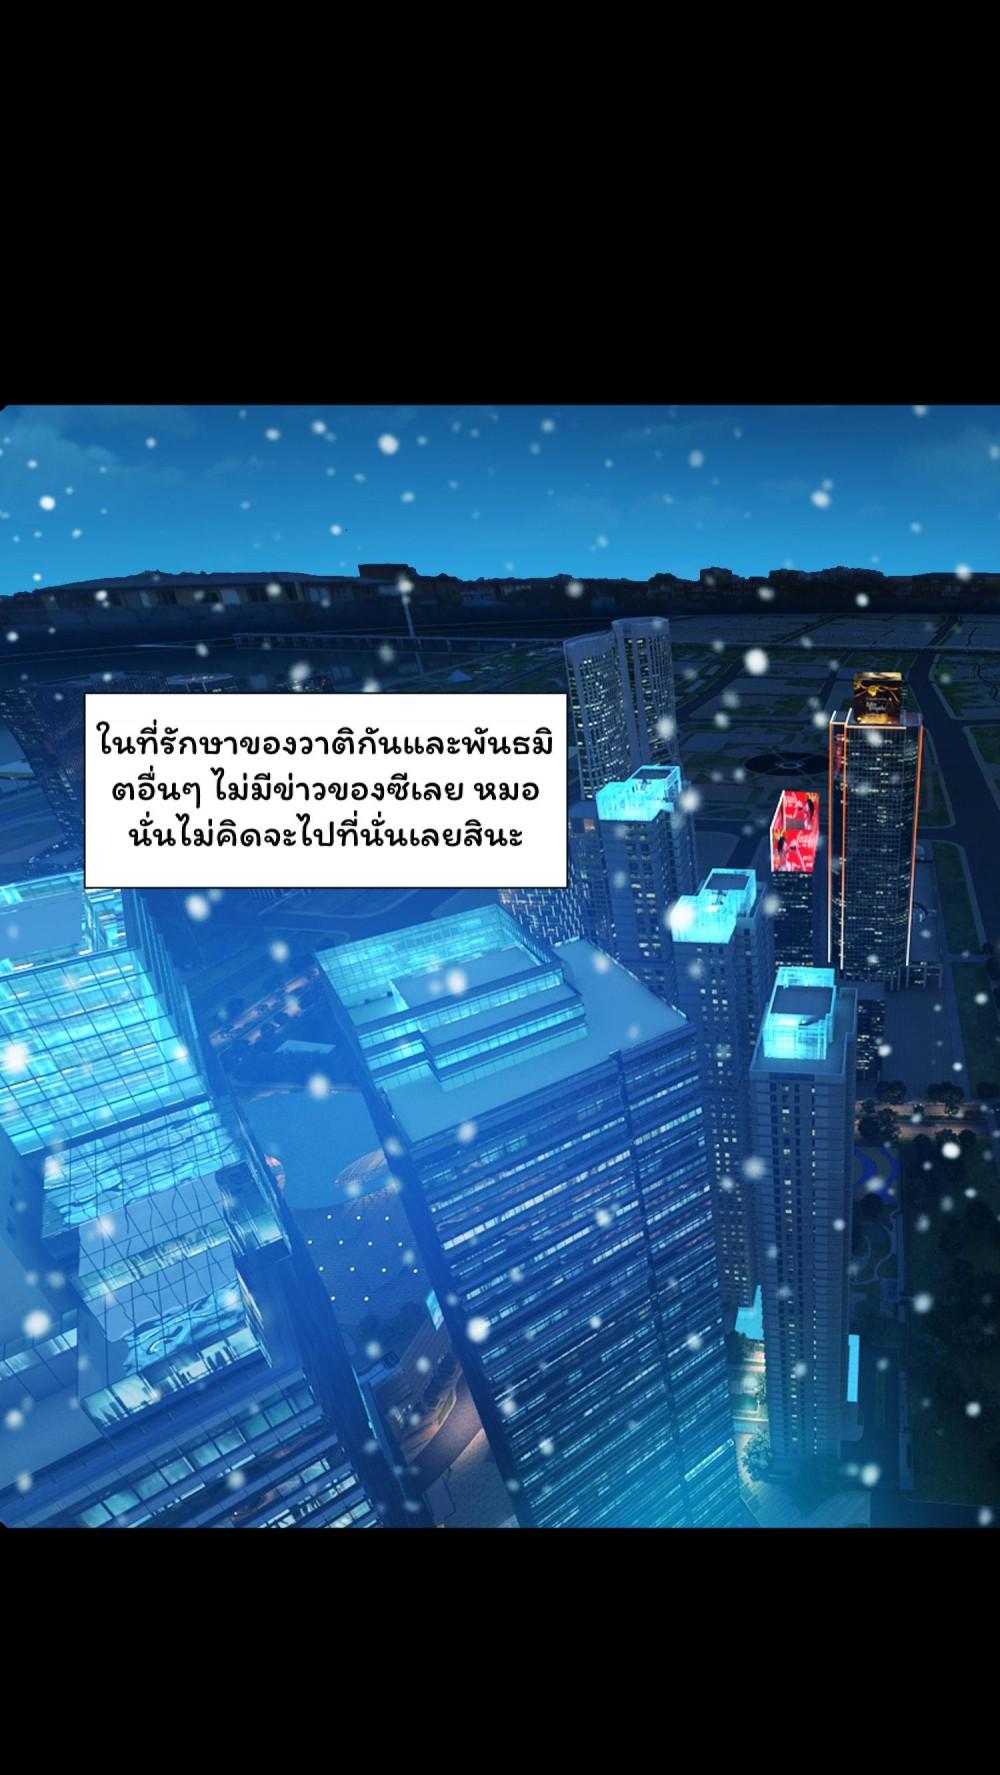 ในที่รักษาของวาติกันและพันธมิ
ตอื่นๆ ไม่มีข่าวของซีเลย หมอ
นั่นไม่คิดจะไปที่นั่นเลยสินะ